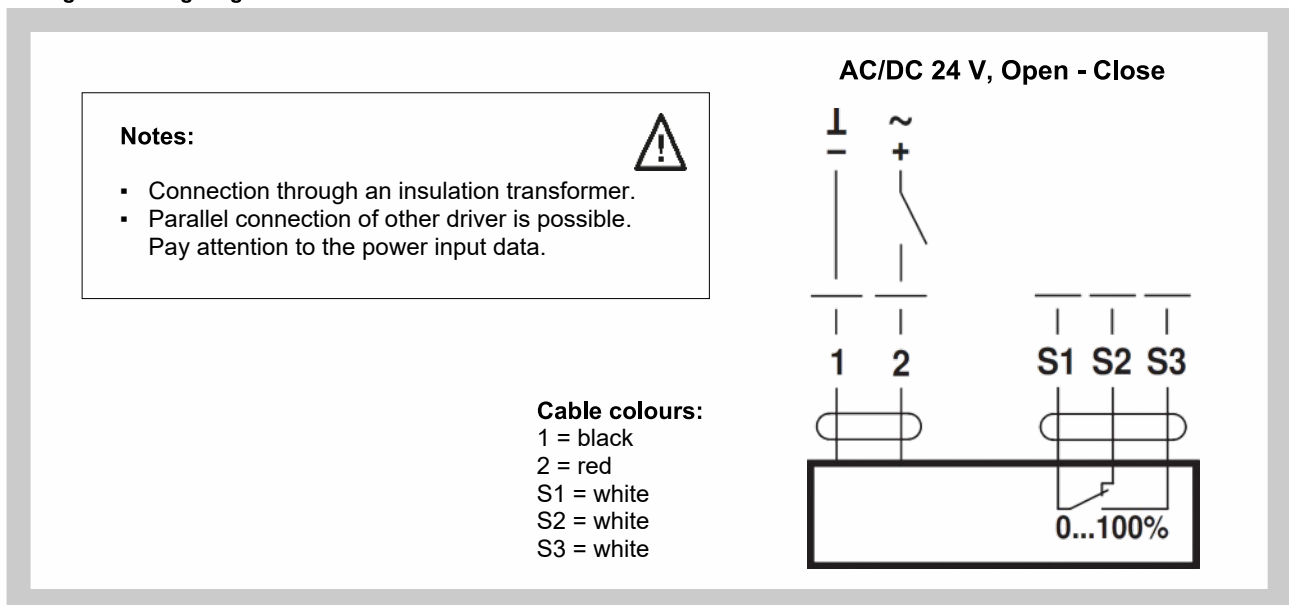 AC/DC 24 V, Open - Close
Notes:
▪ Connection through an insulation transformer.
▪ Parallel connection of other driver is possible.
Pay attention to the power input data.
⊥ ~
– +
1 2 S1 S2 S3
Cable colours:
1 = black
2 = red
S1 = white
S2 = white
S3 = white
0...100%